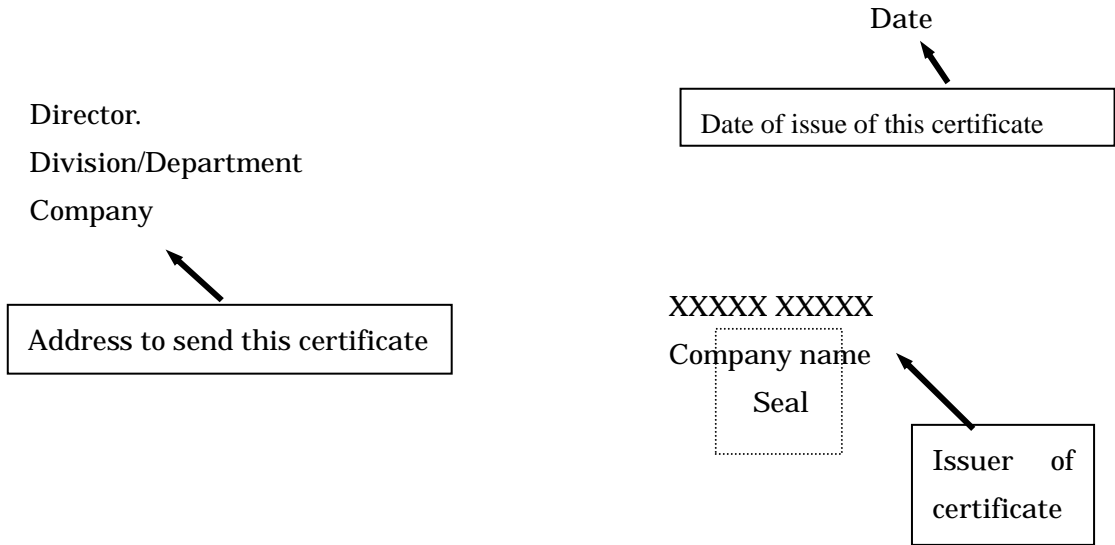 Date
Date of issue of this certificate
Director.
Division/Department
Company
Address to send this certificate
XXXXX XXXXX
Company name
Seal
Issuer of
certificate